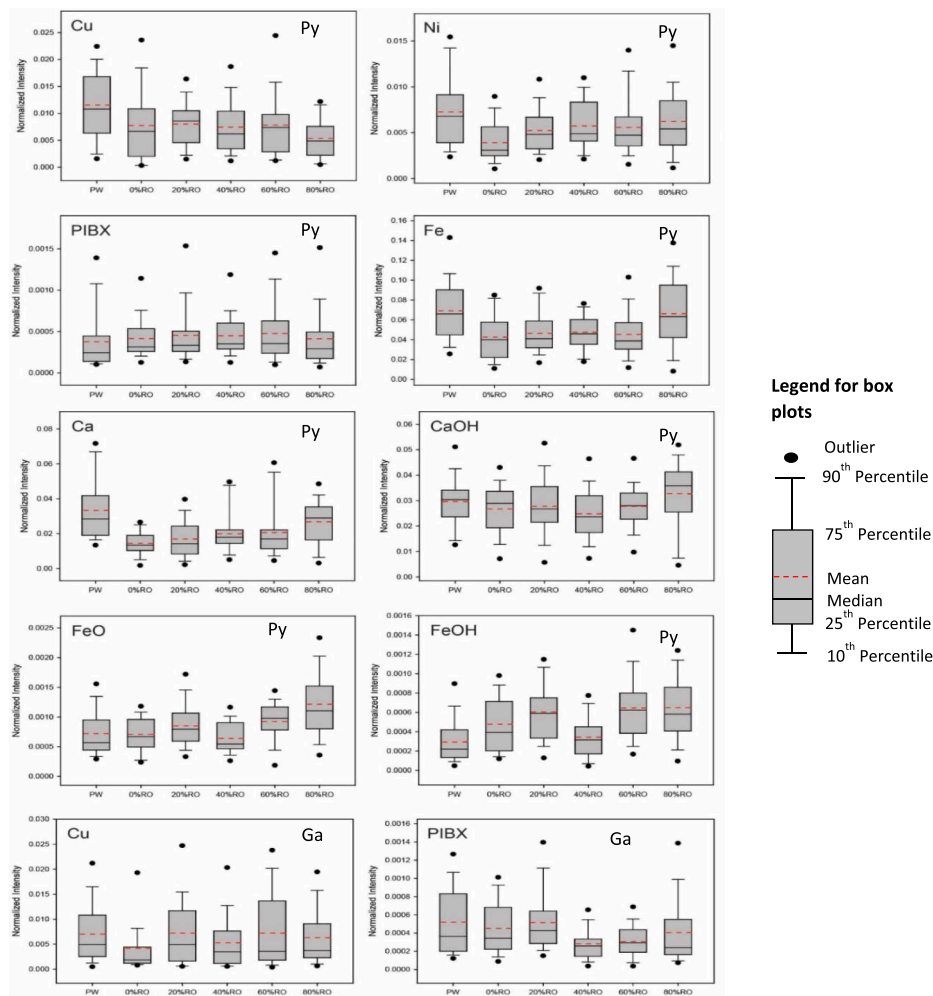 Cu Py
Normalized Intensity
0.025
0.020
0.015
0.010
0.005
0.000
PW 0%RO 20%RO 40%RO 60%RO 80%RO
Ni Py
Normalized Intensity
0.015
0.010
0.005
0.000
PW 0%RO 20%RO 40%RO 60%RO 80%RO
PIBX Py
Normalized Intensity
0.0015
0.0010
0.0005
0.0000
PW 0%RO 20%RO 40%RO 60%RO 80%RO
Fe Py
Normalized Intensity
0.16
0.14
0.12
0.10
0.08
0.06
0.04
0.02
0.00
PW 0%RO 20%RO 40%RO 60%RO 80%RO
Ca Py
Normalized Intensity
0.08
0.06
0.04
0.02
0.00
PW 0%RO 20%RO 40%RO 60%RO 80%RO
CaOH Py
Normalized Intensity
0.06
0.05
0.04
0.03
0.02
0.01
0.00
PW 0%RO 20%RO 40%RO 60%RO 80%RO
FeO Py
Normalized Intensity
0.0025
0.0020
0.0015
0.0010
0.0005
0.0000
PW 0%RO 20%RO 40%RO 60%RO 80%RO
FeOH Py
Normalized Intensity
0.0016
0.0014
0.0012
0.0010
0.0008
0.0006
0.0004
0.0002
0.0000
PW 0%RO 20%RO 40%RO 60%RO 80%RO
Cu Ga
Normalized Intensity
0.030
0.025
0.020
0.015
0.010
0.005
0.000
PW 0%RO 20%RO 40%RO 60%RO 80%RO
PIBX Ga
Normalized Intensity
0.0016
0.0014
0.0012
0.0010
0.0008
0.0006
0.0004
0.0002
0.0000
PW 0%RO 20%RO 40%RO 60%RO 80%RO
Legend for box
plots
Outlier
90th Percentile
75th Percentile
Mean
Median
25th Percentile
10th Percentile